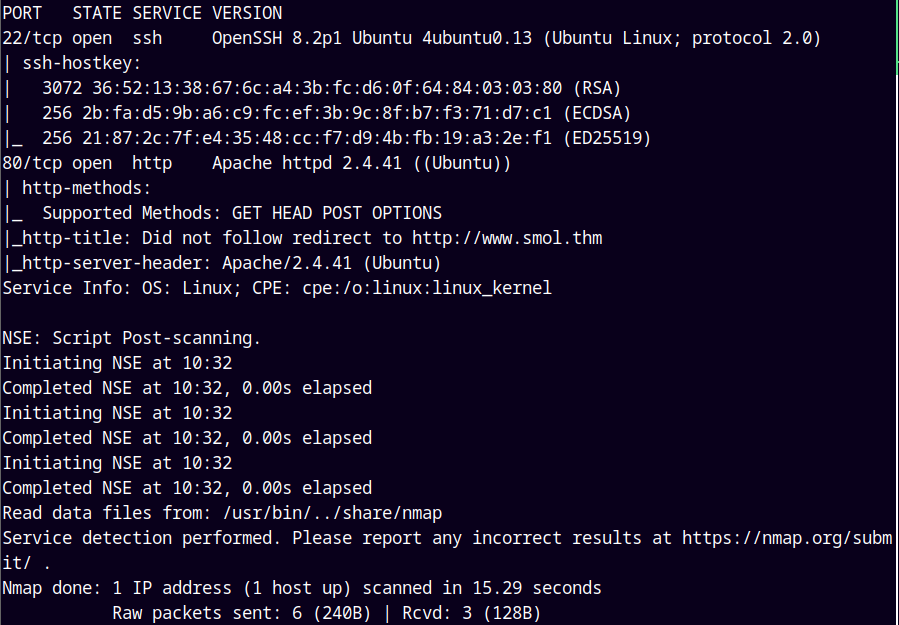 PORT   STATE SERVICE VERSION
22/tcp open  ssh     OpenSSH 8.2p1 Ubuntu 4ubuntu0.13 (Ubuntu Linux; protocol 2.0)
| ssh-hostkey:
|   3072 36:52:13:38:67:6c:a4:3b:fc:d6:0f:64:84:03:03:80 (RSA)
|   256 2b:fa:d5:9b:a6:c9:fc:ef:3b:9c:8f:b7:f3:71:d7:c1 (ECDSA)
|_  256 21:87:2c:7f:e4:35:48:cc:f7:d9:4b:fb:19:a3:2e:f1 (ED25519)
80/tcp open  http    Apache httpd 2.4.41 ((Ubuntu))
| http-methods:
|_  Supported Methods: GET HEAD POST OPTIONS
|_http-title: Did not follow redirect to http://www.smol.thm
|_http-server-header: Apache/2.4.41 (Ubuntu)
Service Info: OS: Linux; CPE: cpe:/o:linux:linux_kernel

NSE: Script Post-scanning.
Initiating NSE at 10:32
Completed NSE at 10:32, 0.00s elapsed
Initiating NSE at 10:32
Completed NSE at 10:32, 0.00s elapsed
Initiating NSE at 10:32
Completed NSE at 10:32, 0.00s elapsed
Read data files from: /usr/bin/../share/nmap
Service detection performed. Please report any incorrect results at https://nmap.org/subm
it/ .
Nmap done: 1 IP address (1 host up) scanned in 15.29 seconds
           Raw packets sent: 6 (240B) | Rcvd: 3 (128B)